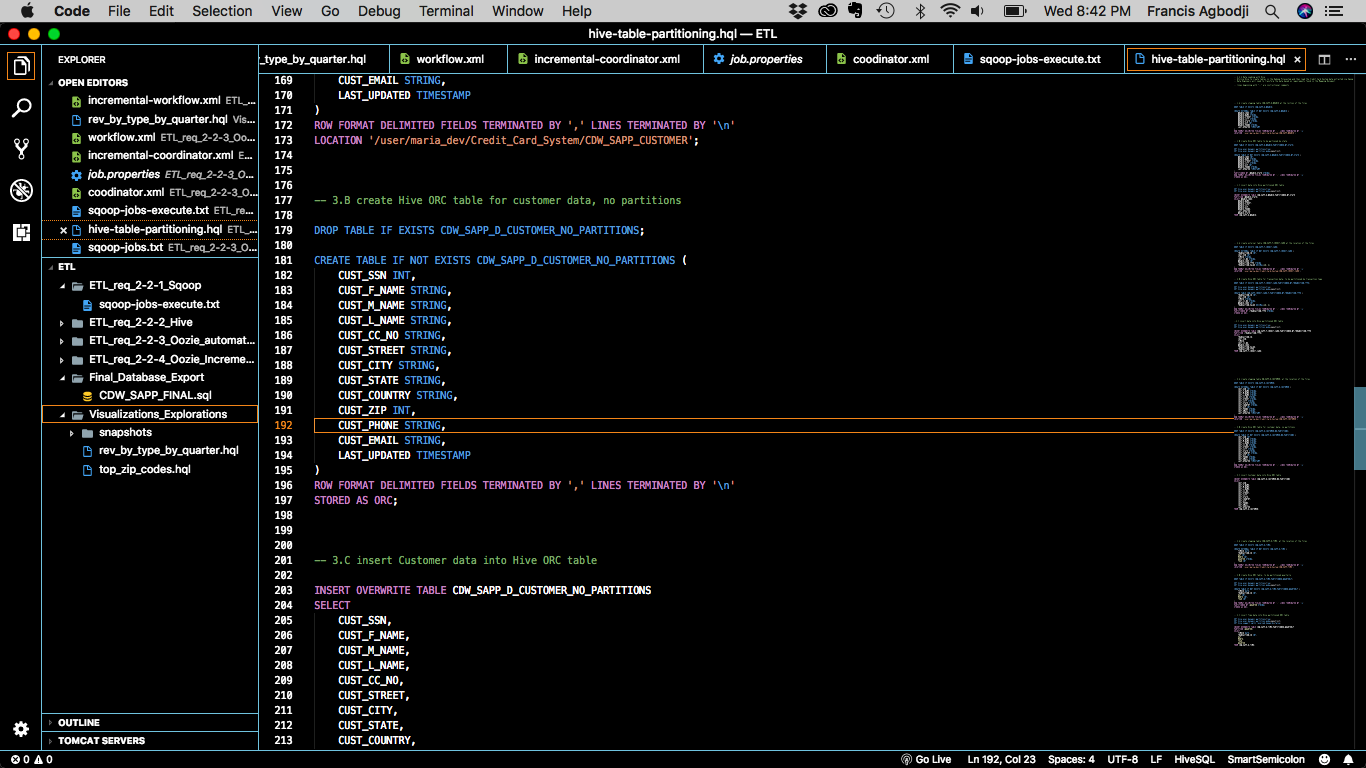 Code File Edit Selection View Go Debug Terminal Window Help Wed 8:42 PM Francis Agbodji
hive-table-partitioning.hql — ETL
EXPLORER
_type_by_quarter.hql workflow.xml incremental-coordinator.xml job.properties coodinator.xml sqoop-jobs-execute.txt hive-table-partitioning.hql
OPEN EDITORS
incremental-workflow.xml ETL_...
rev_by_type_by_quarter.hql Vis...
workflow.xml ETL_req_2-2-3_Oo...
incremental-coordinator.xml E...
job.properties ETL_req_2-2-3_O...
coodinator.xml ETL_req_2-2-3_O...
sqoop-jobs-execute.txt ETL_re...
hive-table-partitioning.hql ETL_...
sqoop-jobs.txt ETL_req_2-2-3_O...
ETL
ETL_req_2-2-1_Sqoop
sqoop-jobs-execute.txt
ETL_req_2-2-2_Hive
ETL_req_2-2-3_Oozie_automat...
ETL_req_2-2-4_Oozie_Increme...
Final_Database_Export
CDW_SAPP_FINAL.sql
Visualizations_Explorations
snapshots
rev_by_type_by_quarter.hql
top_zip_codes.hql
OUTLINE
TOMCAT SERVERS
169 CUST_EMAIL STRING,
170 LAST_UPDATED TIMESTAMP
171 )
172 ROW FORMAT DELIMITED FIELDS TERMINATED BY ',' LINES TERMINATED BY '\n'
173 LOCATION '/user/maria_dev/Credit_Card_System/CDW_SAPP_CUSTOMER';
174
175
176
177 -- 3.B create Hive ORC table for customer data, no partitions
178
179 DROP TABLE IF EXISTS CDW_SAPP_D_CUSTOMER_NO_PARTITIONS;
180
181 CREATE TABLE IF NOT EXISTS CDW_SAPP_D_CUSTOMER_NO_PARTITIONS (
182 CUST_SSN INT,
183 CUST_F_NAME STRING,
184 CUST_M_NAME STRING,
185 CUST_L_NAME STRING,
186 CUST_CC_NO STRING,
187 CUST_STREET STRING,
188 CUST_CITY STRING,
189 CUST_STATE STRING,
190 CUST_COUNTRY STRING,
191 CUST_ZIP INT,
192 CUST_PHONE STRING,
193 CUST_EMAIL STRING,
194 LAST_UPDATED TIMESTAMP
195 )
196 ROW FORMAT DELIMITED FIELDS TERMINATED BY ',' LINES TERMINATED BY '\n'
197 STORED AS ORC;
198
199
200
201 -- 3.C insert Customer data into Hive ORC table
202
203 INSERT OVERWRITE TABLE CDW_SAPP_D_CUSTOMER_NO_PARTITIONS
204 SELECT
205 CUST_SSN,
206 CUST_F_NAME,
207 CUST_M_NAME,
208 CUST_L_NAME,
209 CUST_CC_NO,
210 CUST_STREET,
211 CUST_CITY,
212 CUST_STATE,
213 CUST_COUNTRY,
0 0 Go Live Ln 192, Col 23 Spaces: 4 UTF-8 LF HiveSQL SmartSemicolon